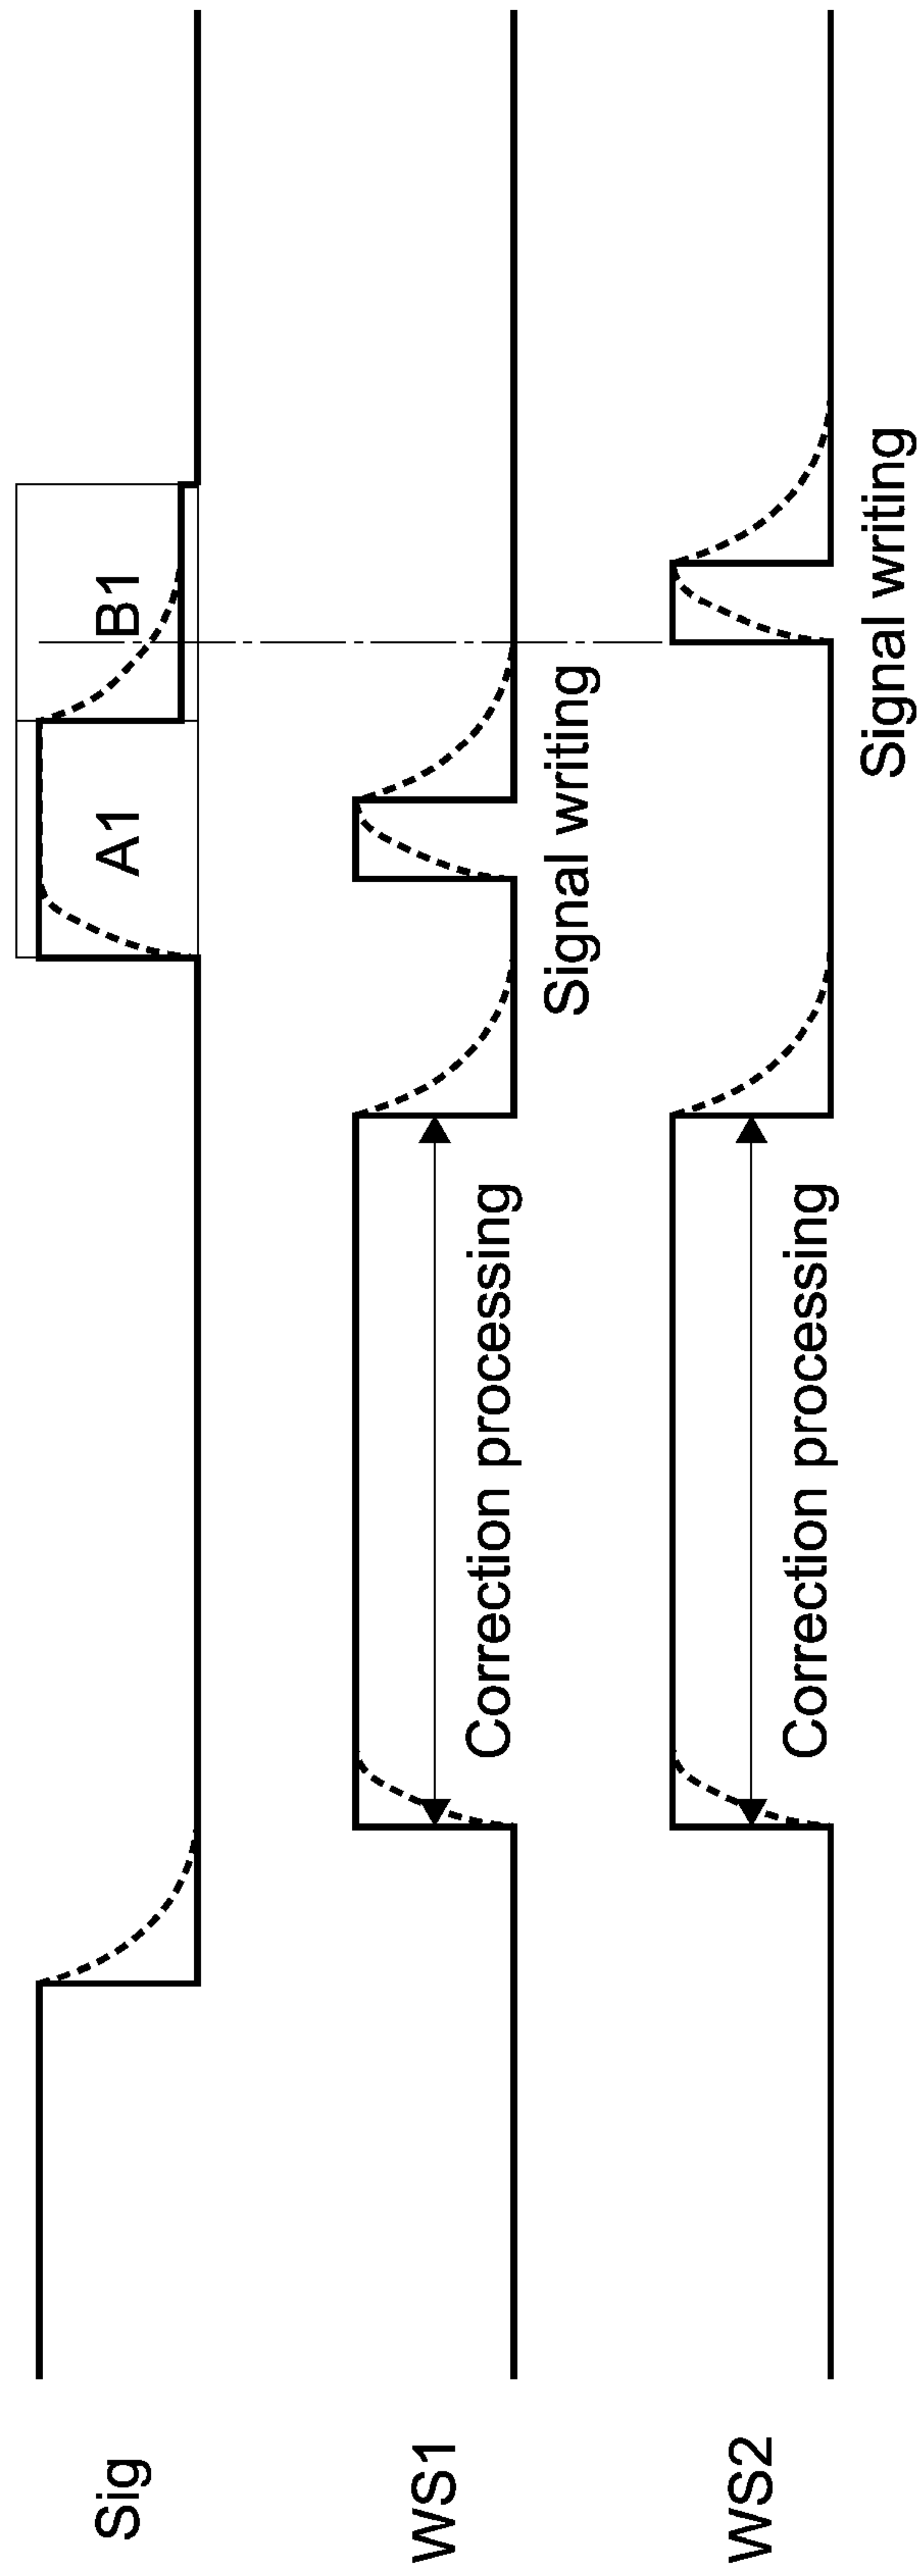 Sig
A1
B1
WS1
Correction processing
Signal writing
WS2
Correction processing
Signal writing